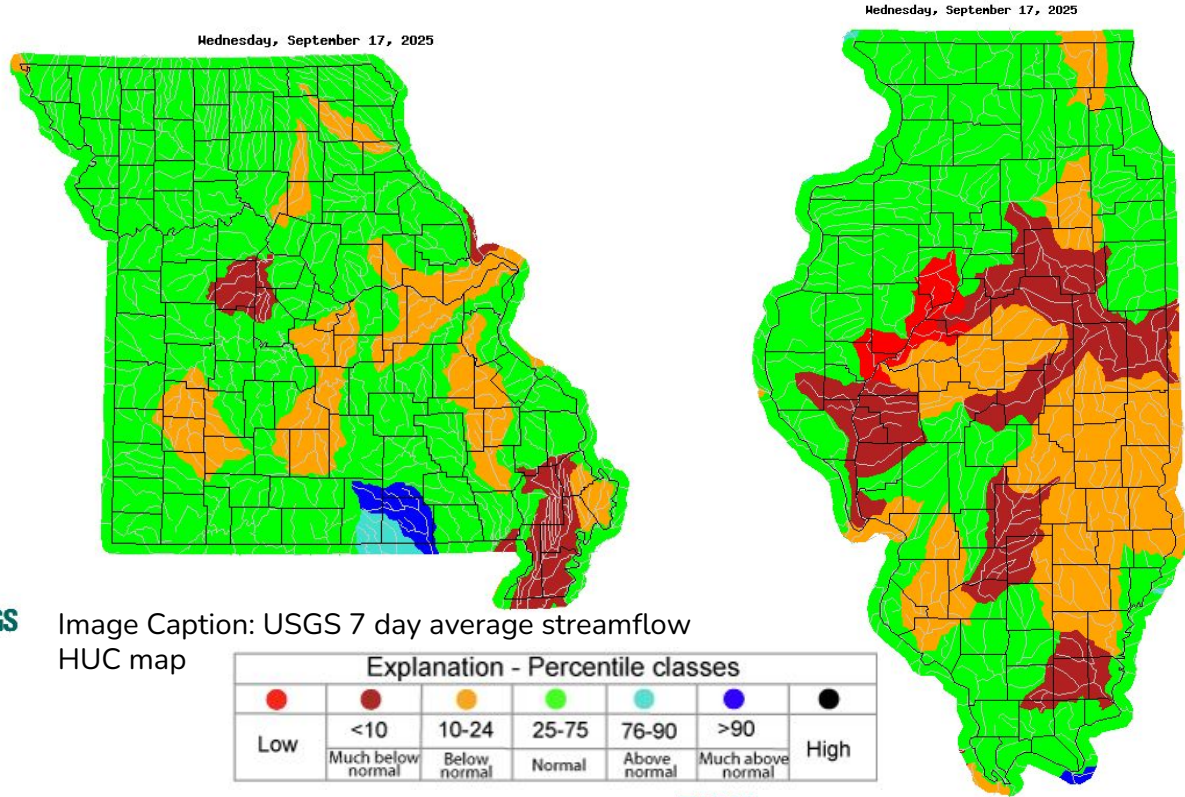 Wednesday, September 17, 2025
Wednesday, September 17, 2025
Image Caption: USGS 7 day average streamflow
HUC map
Explanation - Percentile classes
Low
<10
10-24
25-75
76-90
>90
High
Much below
normal
Below
normal
Normal
Above
normal
Much above
normal